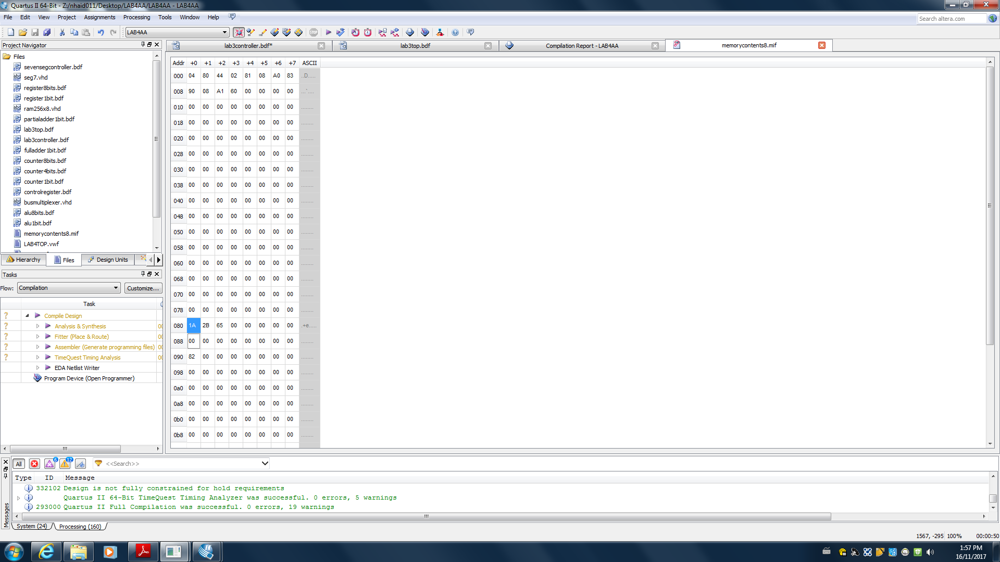 Quartus II 64-Bit - Z:/nhaid011/Desktop/LAB4AA/LAB4AA - LAB4AA
File Edit View Project Assignments Processing Tools Window Help
Search altera.com
LAB4AA
Project Navigator
lab3controller.bdf*
lab3top.bdf
Compilation Report - LAB4AA
memorycontents8.mif
Files
sevensegcontroller.bdf
seg7.vhd
register8bits.bdf
register1bit.bdf
ram256x8.vhd
partialadder1bit.bdf
lab3top.bdf
lab3controller.bdf
fulladder1bit.bdf
counter8bits.bdf
counter4bits.bdf
counter1bit.bdf
controlregister.bdf
busmultiplexer.vhd
alu8bits.bdf
alu1bit.bdf
memorycontents8.mif
LAB4TOP.vwf
Hierarchy Files Design Units
Tasks
Flow: Compilation Customize...
Task
? Compile Design
? Analysis & Synthesis 00
? Fitter (Place & Route) 00
? Assembler (Generate programming files) 00
? TimeQuest Timing Analysis 00
EDA Netlist Writer
Program Device (Open Programmer)
Addr +0 +1 +2 +3 +4 +5 +6 +7 ASCII
000 04 80 44 02 81 08 A0 83 ..D.....
008 90 08 A1 60 00 00 00 00 ...`....
010 00 00 00 00 00 00 00 00 ........
018 00 00 00 00 00 00 00 00 ........
020 00 00 00 00 00 00 00 00 ........
028 00 00 00 00 00 00 00 00 ........
030 00 00 00 00 00 00 00 00 ........
038 00 00 00 00 00 00 00 00 ........
040 00 00 00 00 00 00 00 00 ........
048 00 00 00 00 00 00 00 00 ........
050 00 00 00 00 00 00 00 00 ........
058 00 00 00 00 00 00 00 00 ........
060 00 00 00 00 00 00 00 00 ........
068 00 00 00 00 00 00 00 00 ........
070 00 00 00 00 00 00 00 00 ........
078 00 00 00 00 00 00 00 00 ........
080 1A 2B 65 00 00 00 00 00 .+e.....
088 00 00 00 00 00 00 00 00 ........
090 82 00 00 00 00 00 00 00 ........
098 00 00 00 00 00 00 00 00 ........
0a0 00 00 00 00 00 00 00 00 ........
0a8 00 00 00 00 00 00 00 00 ........
0b0 00 00 00 00 00 00 00 00 ........
0b8 00 00 00 00 00 00 00 00 ........
All 6 12 <<Search>>
Type ID Message
332102 Design is not fully constrained for hold requirements
Quartus II 64-Bit TimeQuest Timing Analyzer was successful. 0 errors, 5 warnings
293000 Quartus II Full Compilation was successful. 0 errors, 19 warnings
Messages
System (24) Processing (160)
1567, -295 100% 00:00:50
1:57 PM
16/11/2017